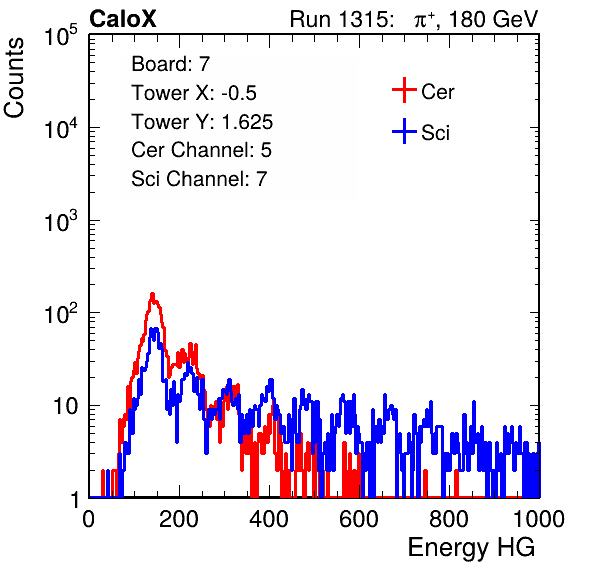 CaloX Run 1315: π⁺, 180 GeV
Board: 7
Tower X: -0.5
Tower Y: 1.625
Cer Channel: 5
Sci Channel: 7
Cer
Sci
Counts
10⁵
10⁴
10³
10²
10
1
0 200 400 600 800 1000
Energy HG